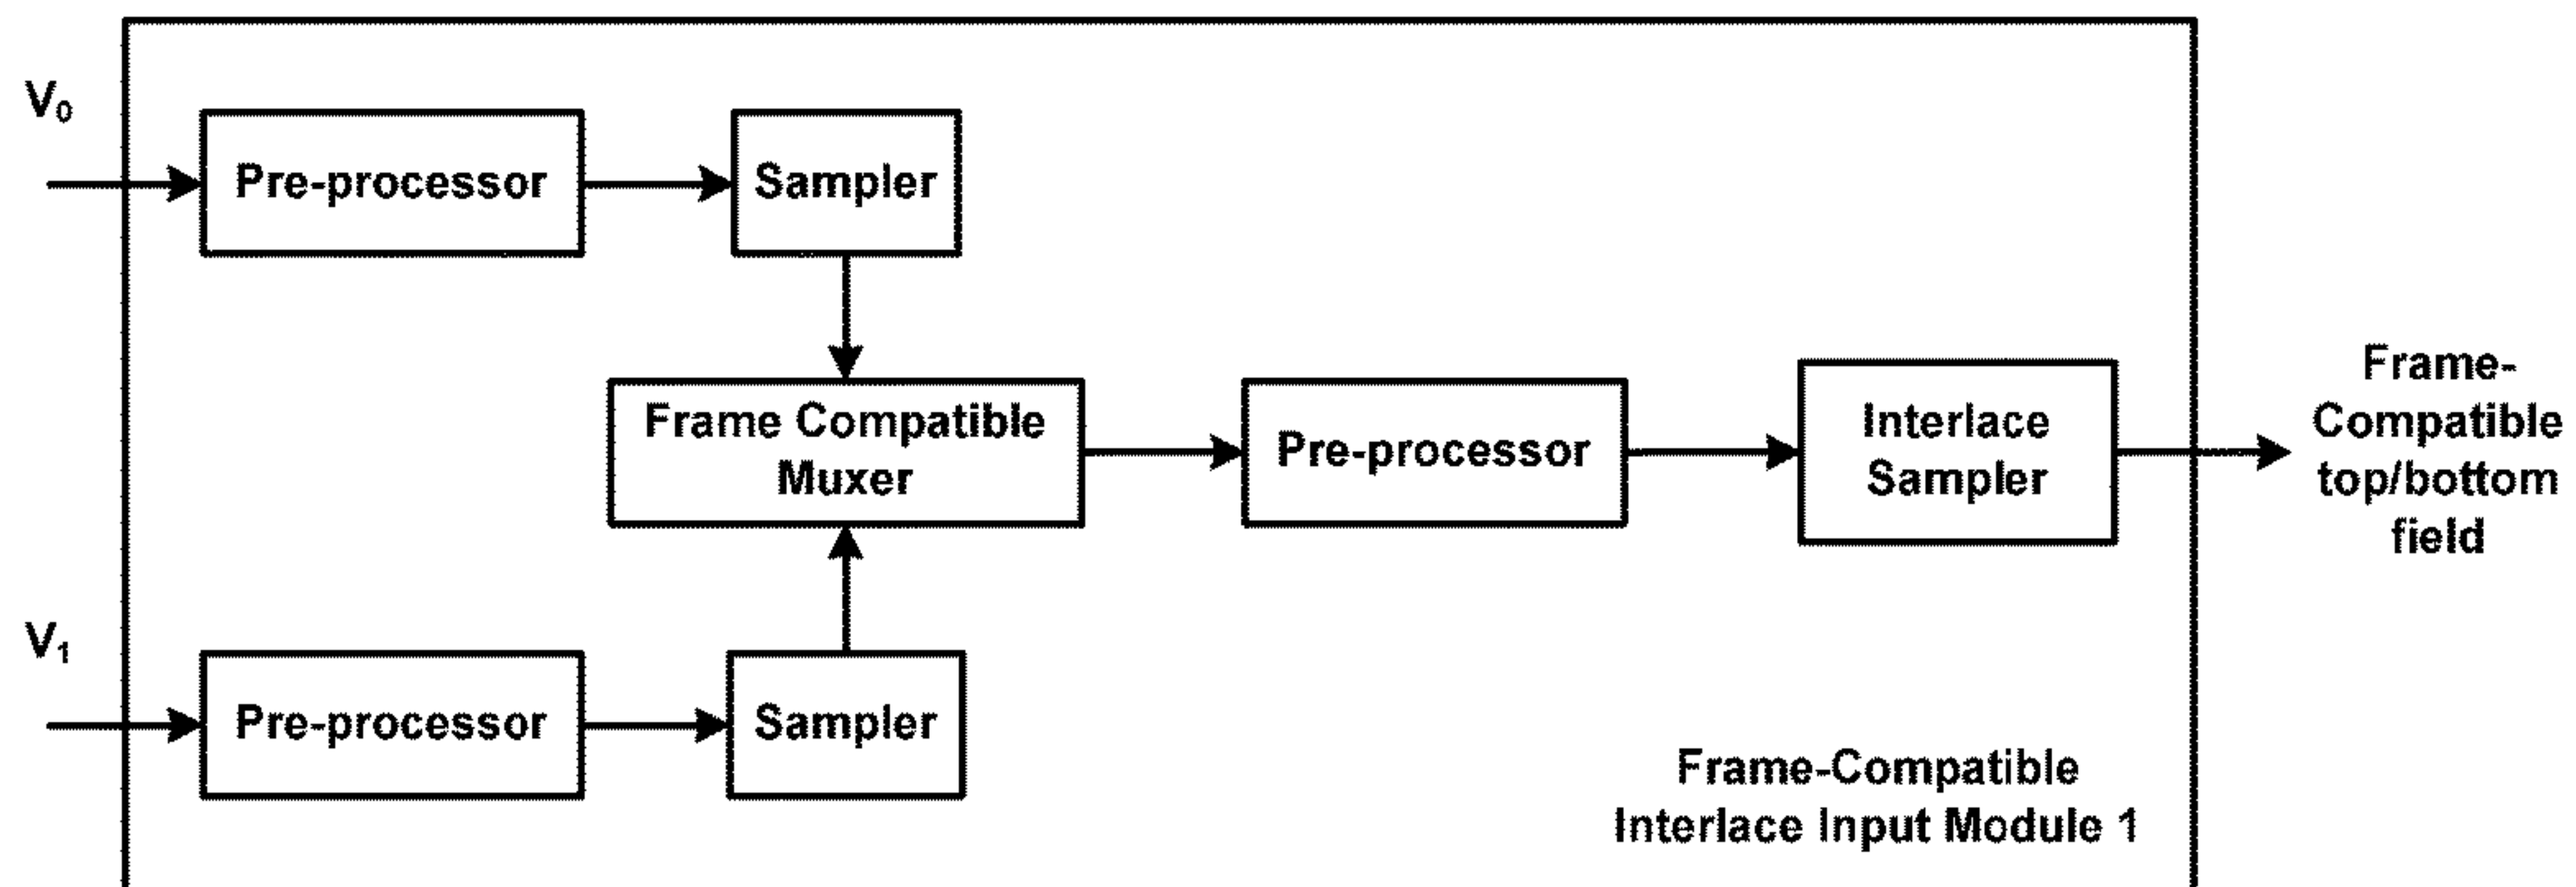 V₀
Pre-processor
Sampler
Frame Compatible
Muxer
Pre-processor
Interlace
Sampler
Frame-
Compatible
top/bottom
field
V₁
Pre-processor
Sampler
Frame-Compatible
Interlace Input Module 1